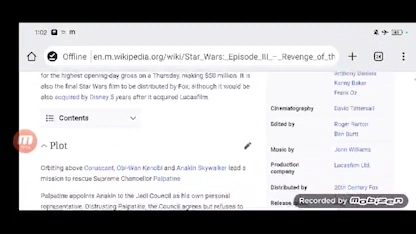 1:02
Offline en.m.wikipedia.org/wiki/Star_Wars:_Episode_III_–_Revenge_of_th
for the highest opening-day gross on a Thursday, making $50 million. It is
also the final Star Wars film to be distributed by Fox, although it would be
acquired by Disney 5 years after it acquired Lucasfilm.
Contents
Plot
Orbiting above Coruscant, Obi-Wan Kenobi and Anakin Skywalker lead a
mission to rescue Supreme Chancellor Palpatine
Palpatine appoints Anakin to the Jedi Council as his own personal
representative. Distrusting Palpatine, the Council agrees but refuses to
Anthony Daniels
Kenny Baker
Frank Oz
Cinematography David Tattersall
Edited by Roger Barton
Ben Burtt
Music by John Williams
Production
company
Lucasfilm Ltd.
Distributed by 20th Century Fox
Release
Recorded by Mobizen